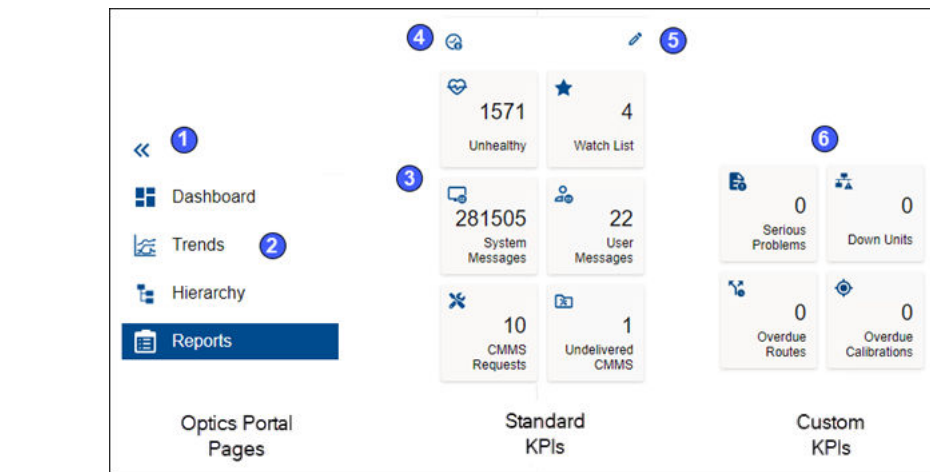 1
Dashboard
Trends
2
Hierarchy
Reports
Optics Portal
Pages
4
5
1571
Unhealthy
4
Watch List
3
281505
System
Messages
22
User
Messages
10
CMMS
Requests
1
Undelivered
CMMS
Standard
KPIs
6
0
Serious
Problems
0
Down Units
0
Overdue
Routes
0
Overdue
Calibrations
Custom
KPIs